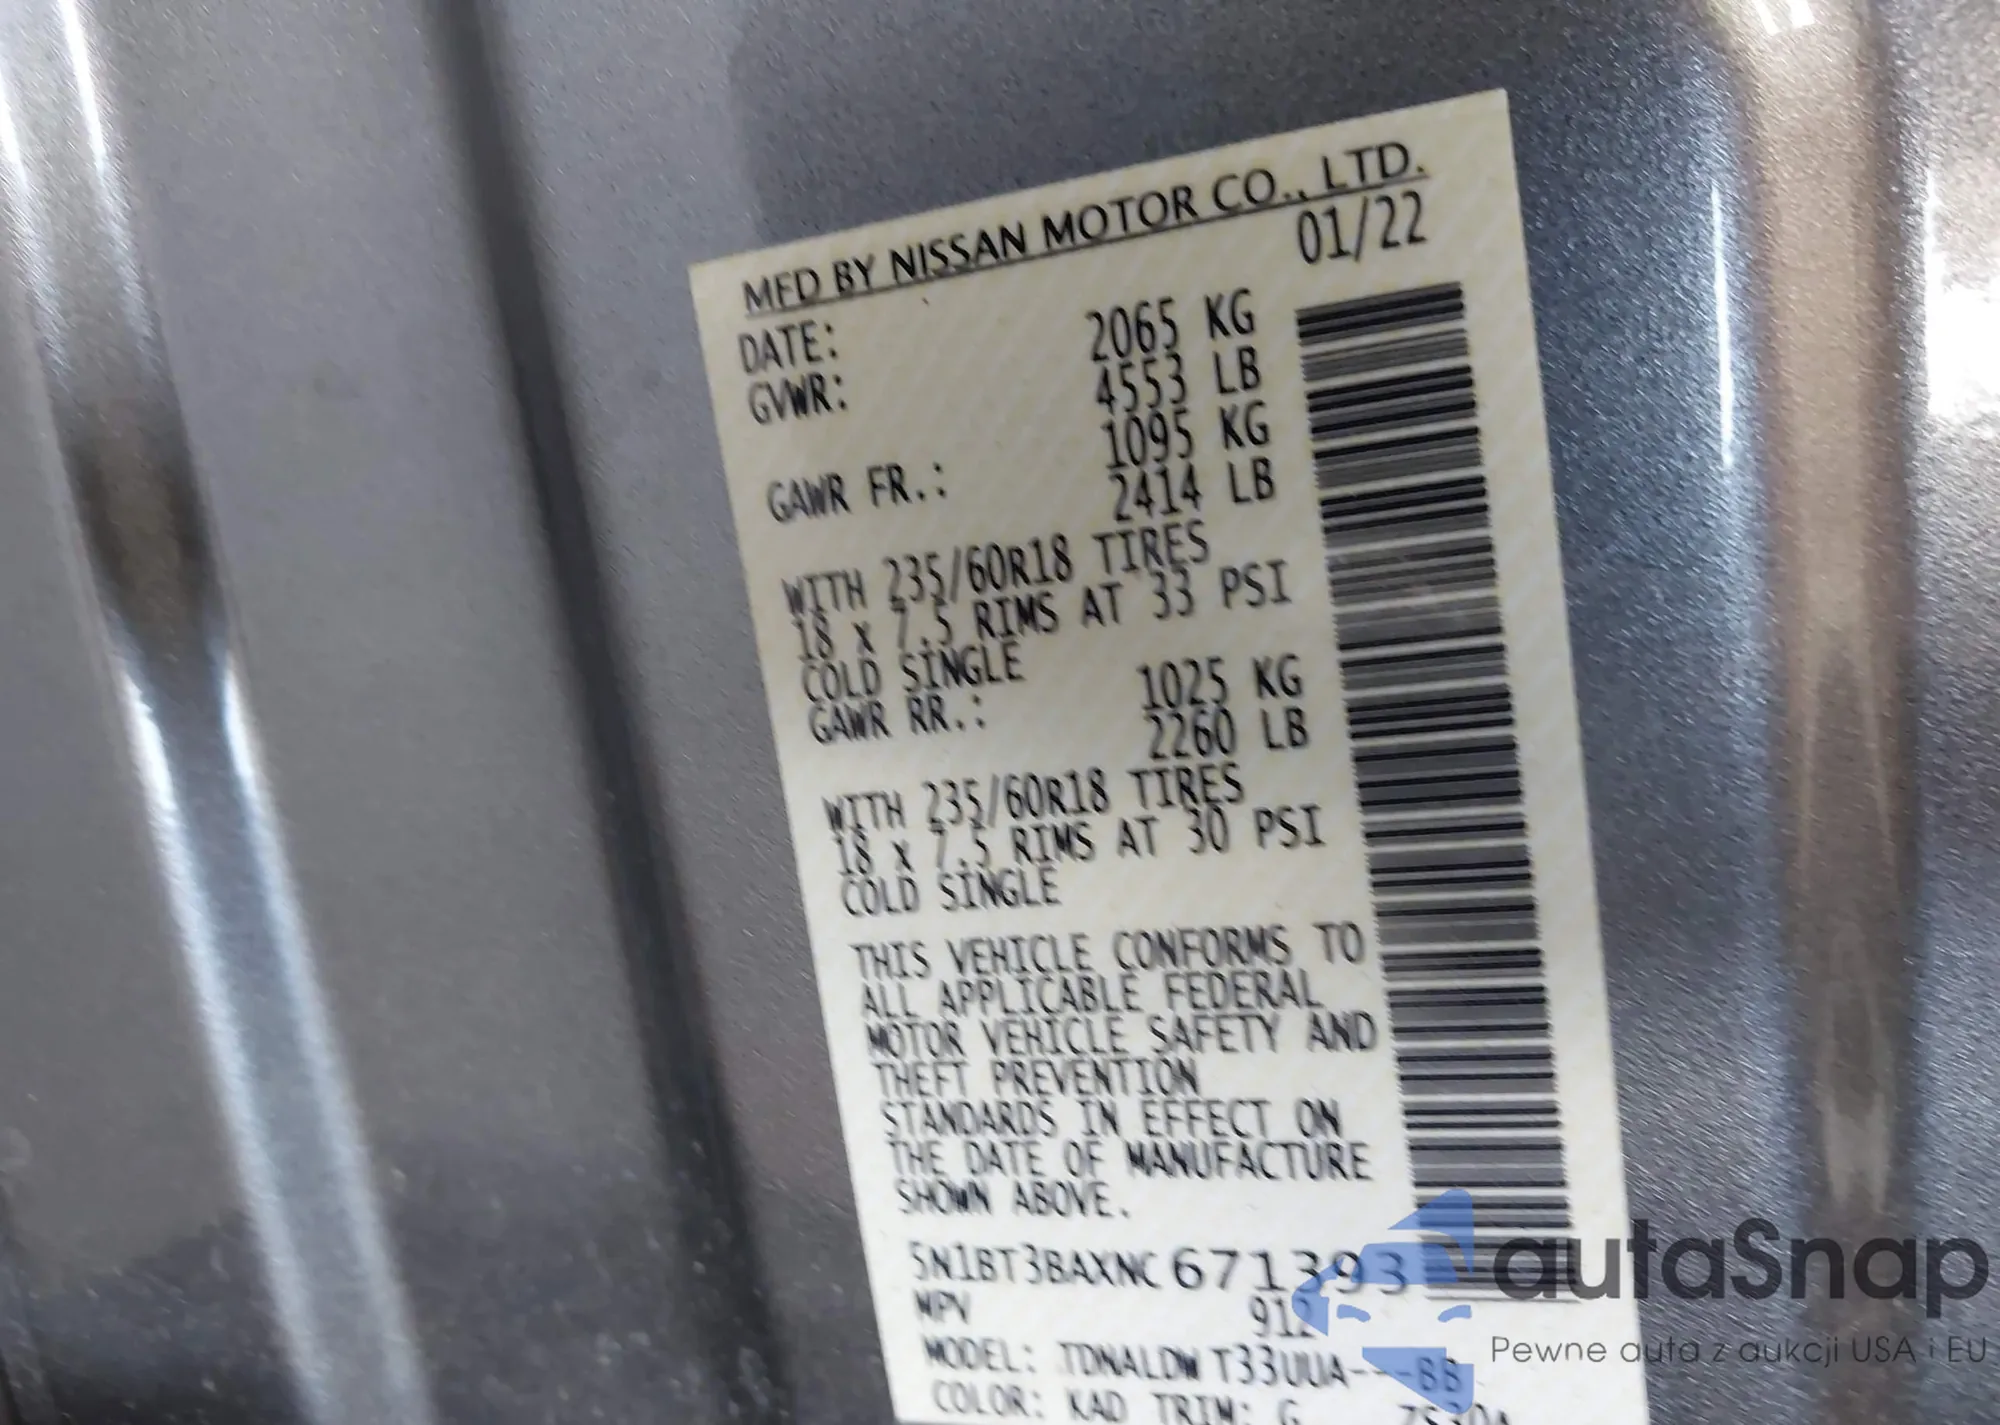 MFD BY NISSAN MOTOR CO., LTD.
DATE: 01/22
GVWR: 2065 KG
4553 LB
GAWR FR.: 1095 KG
2414 LB
WITH 235/60R18 TIRES
18 x 7.5 RIMS AT 33 PSI
COLD SINGLE
GAWR RR.: 1025 KG
2260 LB
WITH 235/60R18 TIRES
18 x 7.5 RIMS AT 30 PSI
COLD SINGLE
THIS VEHICLE CONFORMS TO
ALL APPLICABLE FEDERAL
MOTOR VEHICLE SAFETY AND
THEFT PREVENTION
STANDARDS IN EFFECT ON
THE DATE OF MANUFACTURE
SHOWN ABOVE.
5N1BT3BAXNC671393
MPV 912
MODEL: TDNALDW T33UUA---BB
COLOR: KAD TRIM: G
autaSnap
Pewne auta z aukcji USA i EU